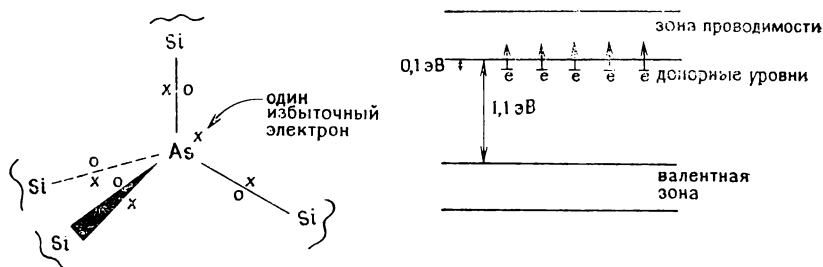 Si
x o
один
избыточный
электрон
x
As
Si
o
x
o
x
x
o
Si
Si
зона проводимости
0,1 эВ
e e e e e
донорные уровни
1,1 эВ
валентная
зона